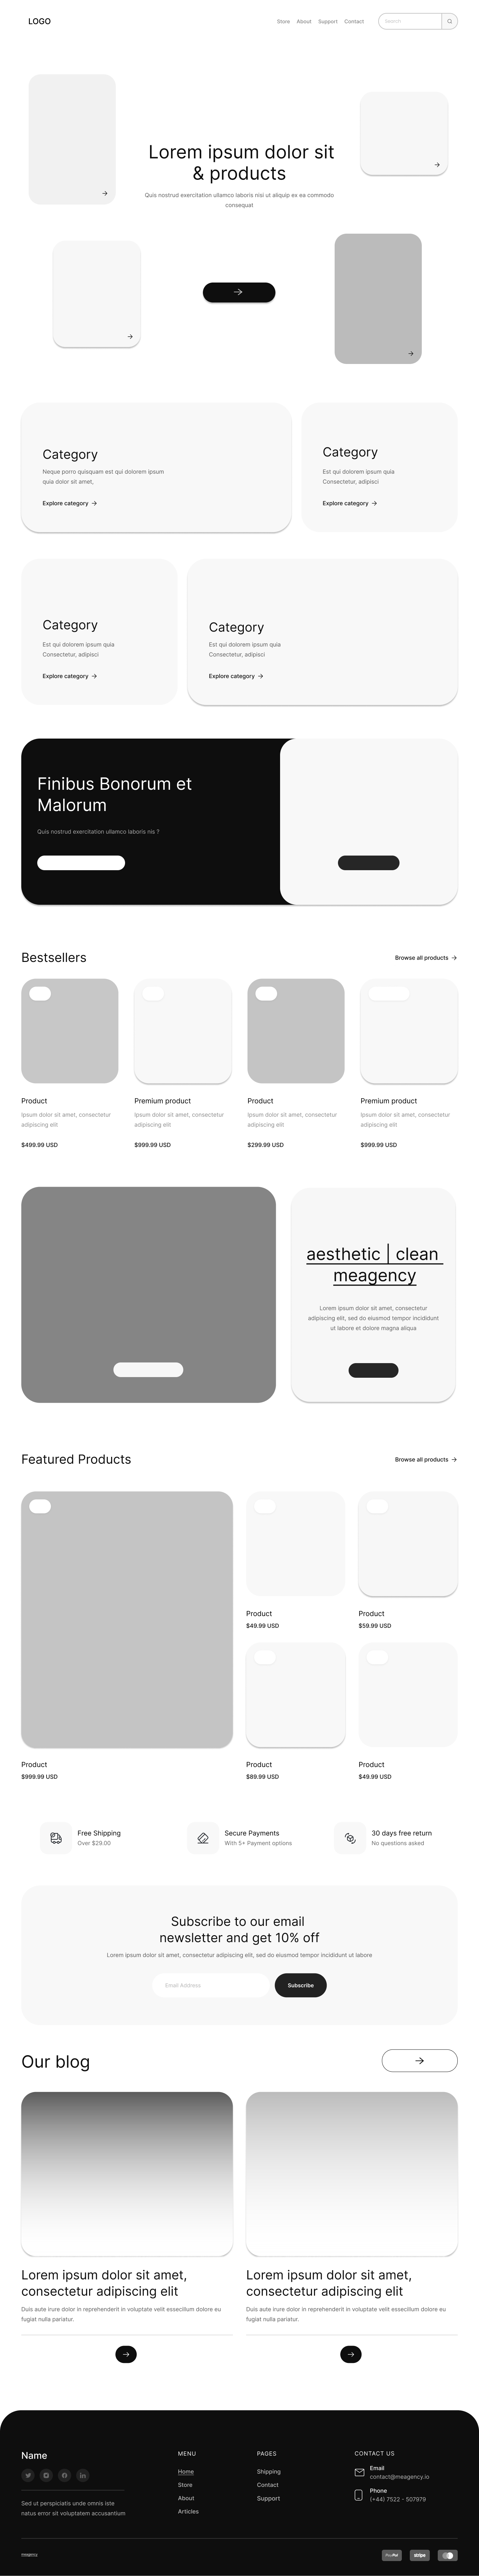 LOGO
Store About Support Contact
Search
Lorem ipsum dolor sit
& products
Quis nostrud exercitation ullamco laboris nisi ut aliquip ex ea commodo
consequat
Category
Neque porro quisquam est qui dolorem ipsum
quia dolor sit amet,
Explore category
Category
Est qui dolorem ipsum quia
Consectetur, adipisci
Explore category
Category
Est qui dolorem ipsum quia
Consectetur, adipisci
Explore category
Category
Est qui dolorem ipsum quia
Consectetur, adipisci
Explore category
Finibus Bonorum et
Malorum
Quis nostrud exercitation ullamco laboris nis ?
Bestsellers
Browse all products
Product
Ipsum dolor sit amet, consectetur
adipiscing elit
$499.99 USD
Premium product
Ipsum dolor sit amet, consectetur
adipiscing elit
$999.99 USD
Product
Ipsum dolor sit amet, consectetur
adipiscing elit
$299.99 USD
Premium product
Ipsum dolor sit amet, consectetur
adipiscing elit
$999.99 USD
aesthetic | clean
meagency
Lorem ipsum dolor sit amet, consectetur
adipiscing elit, sed do eiusmod tempor incididunt
ut labore et dolore magna aliqua
Featured Products
Browse all products
Product
$999.99 USD
Product
$49.99 USD
Product
$59.99 USD
Product
$89.99 USD
Product
$49.99 USD
Free Shipping
Over $29.00
Secure Payments
With 5+ Payment options
30 days free return
No questions asked
Subscribe to our email
newsletter and get 10% off
Lorem ipsum dolor sit amet, consectetur adipiscing elit, sed do eiusmod tempor incididunt ut labore
Email Address
Subscribe
Our blog
Lorem ipsum dolor sit amet,
consectetur adipiscing elit
Duis aute irure dolor in reprehenderit in voluptate velit essecillum dolore eu
fugiat nulla pariatur.
Lorem ipsum dolor sit amet,
consectetur adipiscing elit
Duis aute irure dolor in reprehenderit in voluptate velit essecillum dolore eu
fugiat nulla pariatur.
Name
Sed ut perspiciatis unde omnis iste
natus error sit voluptatem accusantium
MENU
Home
Store
About
Articles
PAGES
Shipping
Contact
Support
CONTACT US
Email
contact@meagency.io
Phone
(+44) 7522 - 507979
PayPal
stripe